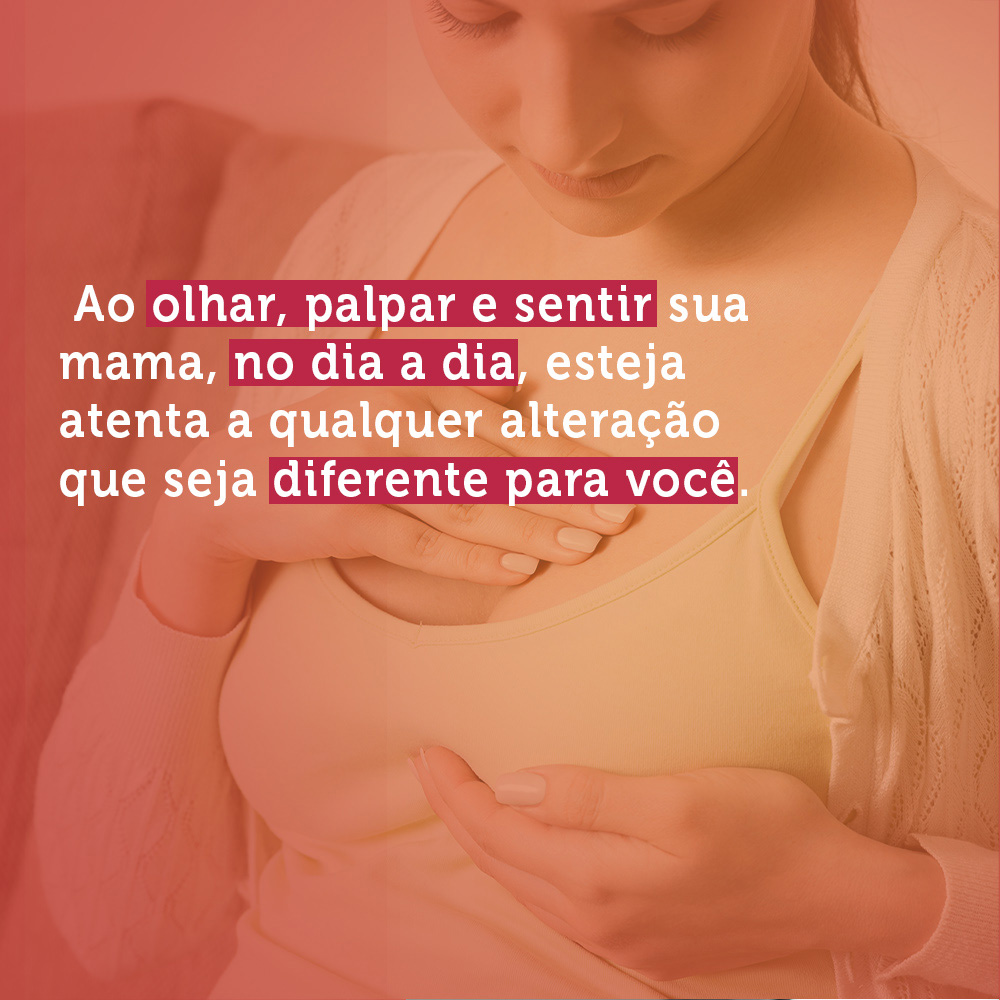 Ao olhar, palpar e sentir sua
mama, no dia a dia, esteja
atenta a qualquer alteração
que seja diferente para você.